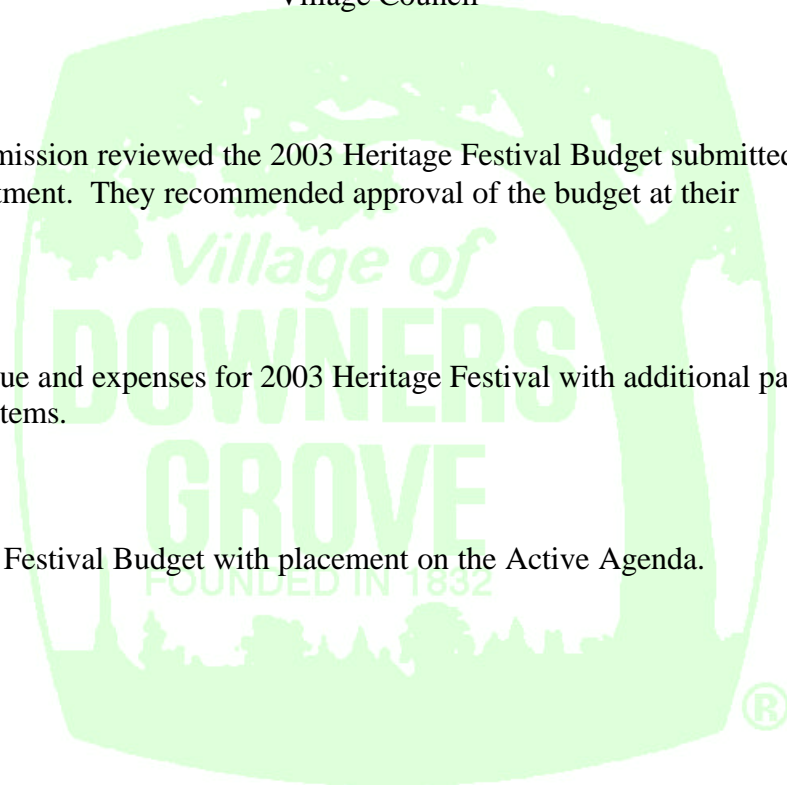 Village Council
mission reviewed the 2003 Heritage Festival Budget submitted
tment. They recommended approval of the budget at their
Village of
DOWNERS
ue and expenses for 2003 Heritage Festival with additional pa
tems.
GROVE
Festival Budget with placement on the Active Agenda.
FOUNDED IN 1832
®